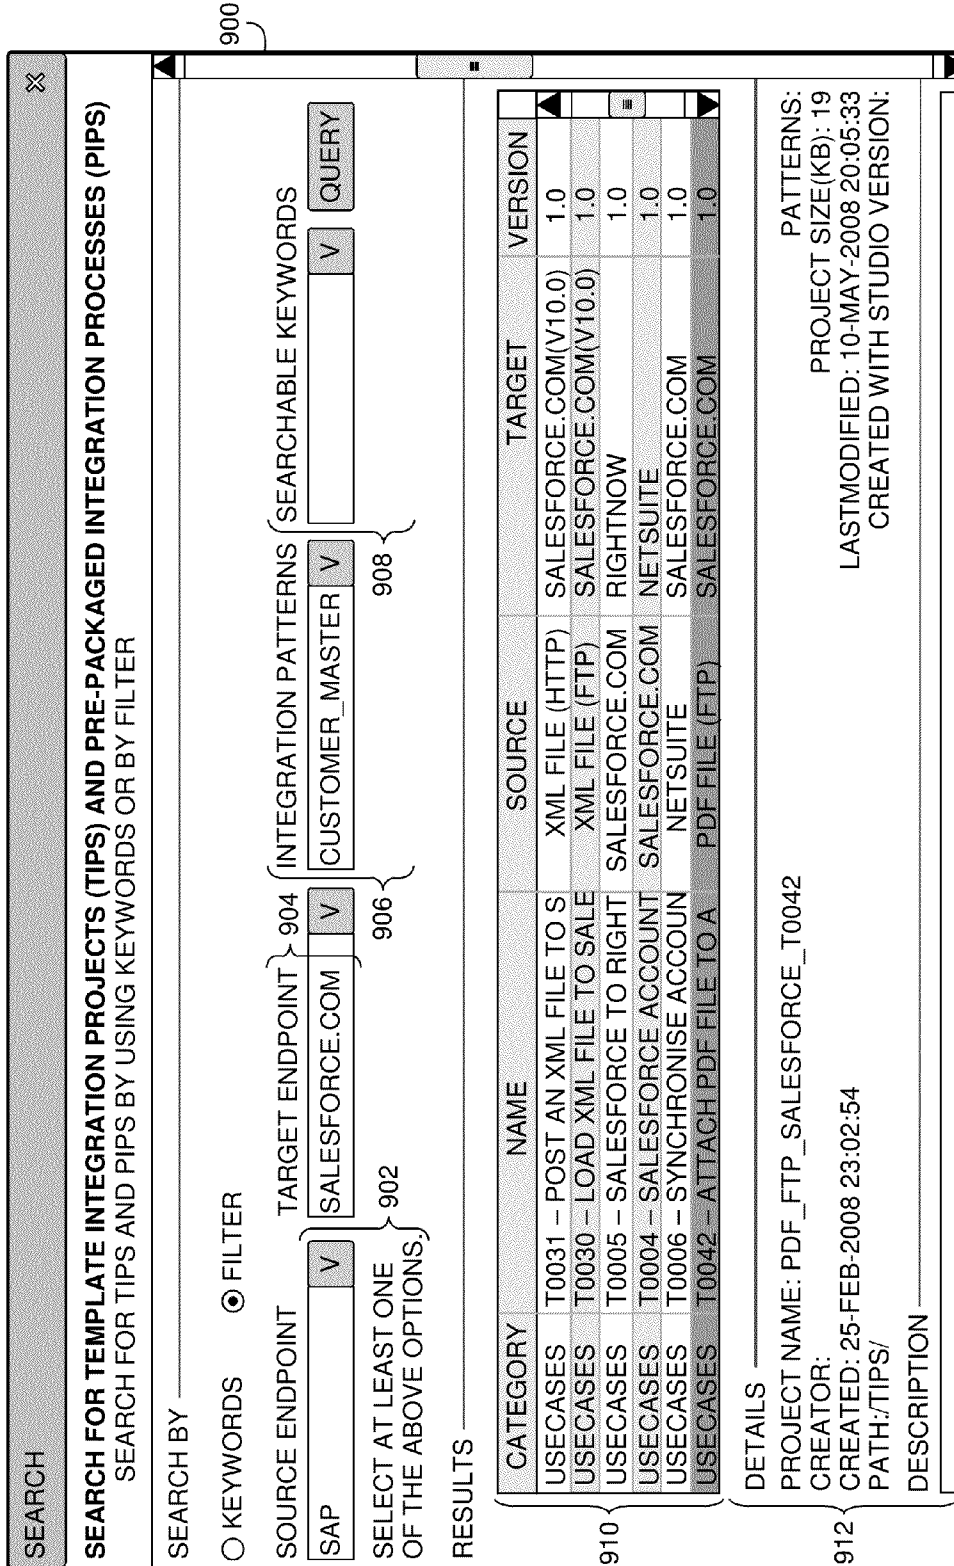 900
SEARCH
SEARCH FOR TEMPLATE INTEGRATION PROJECTS (TIPS) AND PRE-PACKAGED INTEGRATION PROCESSES (PIPS)
SEARCH FOR TIPS AND PIPS BY USING KEYWORDS OR BY FILTER
SEARCH BY
KEYWORDS FILTER
SOURCE ENDPOINT TARGET ENDPOINT 904 INTEGRATION PATTERNS SEARCHABLE KEYWORDS
SAP V SALESFORCE.COM V CUSTOMER_MASTER V V QUERY
902 906 908
SELECT AT LEAST ONE
OF THE ABOVE OPTIONS.
RESULTS
CATEGORY NAME SOURCE TARGET VERSION
USECASES T0031 – POST AN XML FILE TO S XML FILE (HTTP) SALESFORCE.COM(V10.0) 1.0
USECASES T0030 – LOAD XML FILE TO SALE XML FILE (FTP) SALESFORCE.COM(V10.0) 1.0
USECASES T0005 – SALESFORCE TO RIGHT SALESFORCE.COM RIGHTNOW 1.0
USECASES T0004 – SALESFORCE ACCOUNT SALESFORCE.COM NETSUITE 1.0
USECASES T0006 – SYNCHRONISE ACCOUN NETSUITE SALESFORCE.COM 1.0
USECASES T0042 – ATTACH PDF FILE TO A PDF FILE (FTP) SALESFORCE.COM 1.0
910
DETAILS
PROJECT NAME: PDF_FTP_SALESFORCE_T0042 PATTERNS:
CREATOR: PROJECT SIZE(KB): 19
CREATED: 25-FEB-2008 23:02:54 LASTMODIFIED: 10-MAY-2008 20:05:33
PATH:/TIPS/ CREATED WITH STUDIO VERSION:
912
DESCRIPTION